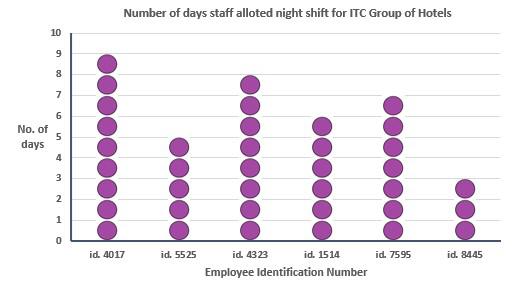 Number of days staff alloted night shift for ITC Group of Hotels
10
9
8
7
6
5
4
3
2
1
0
No. of
days
id. 4017 id. 5525 id. 4323 id. 1514 id. 7595 id. 8445
Employee Identification Number